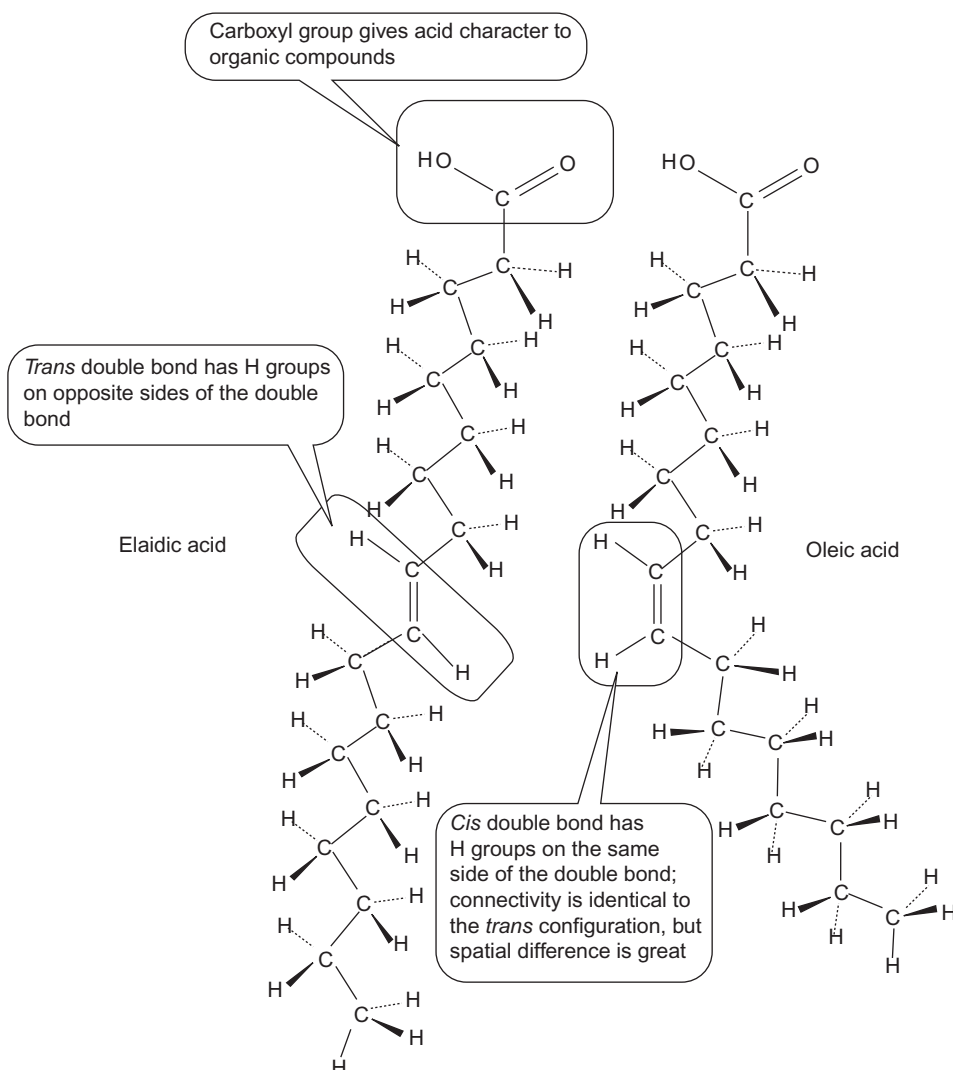 Carboxyl group gives acid character to
organic compounds
HO O HO O
C C
H C H H C H
C C
H H H H
H C H H C H
C H C H
H H
H C H H C H
C H C H
H H
C H C H
Trans double bond has H groups
on opposite sides of the double
bond
H H
Elaidic acid
Oleic acid
C H C H
H C C H
C H H C H
H
H C H H
C H H C C H
H H
C H C H
H H C H
H
C H H
H H
C H H C C H
H H H
C H
H
C H
H
H
Cis double bond has
H groups on the same
side of the double bond;
connectivity is identical to
the trans configuration, but
spatial difference is great